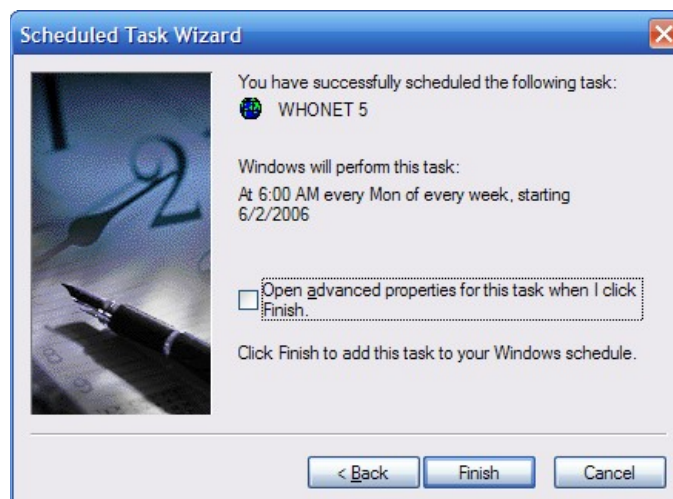 Scheduled Task Wizard
You have successfully scheduled the following task:
WHONET 5
Windows will perform this task:
At 6:00 AM every Mon of every week, starting
6/2/2006
Open advanced properties for this task when I click
Finish.
Click Finish to add this task to your Windows schedule.
< Back
Finish
Cancel